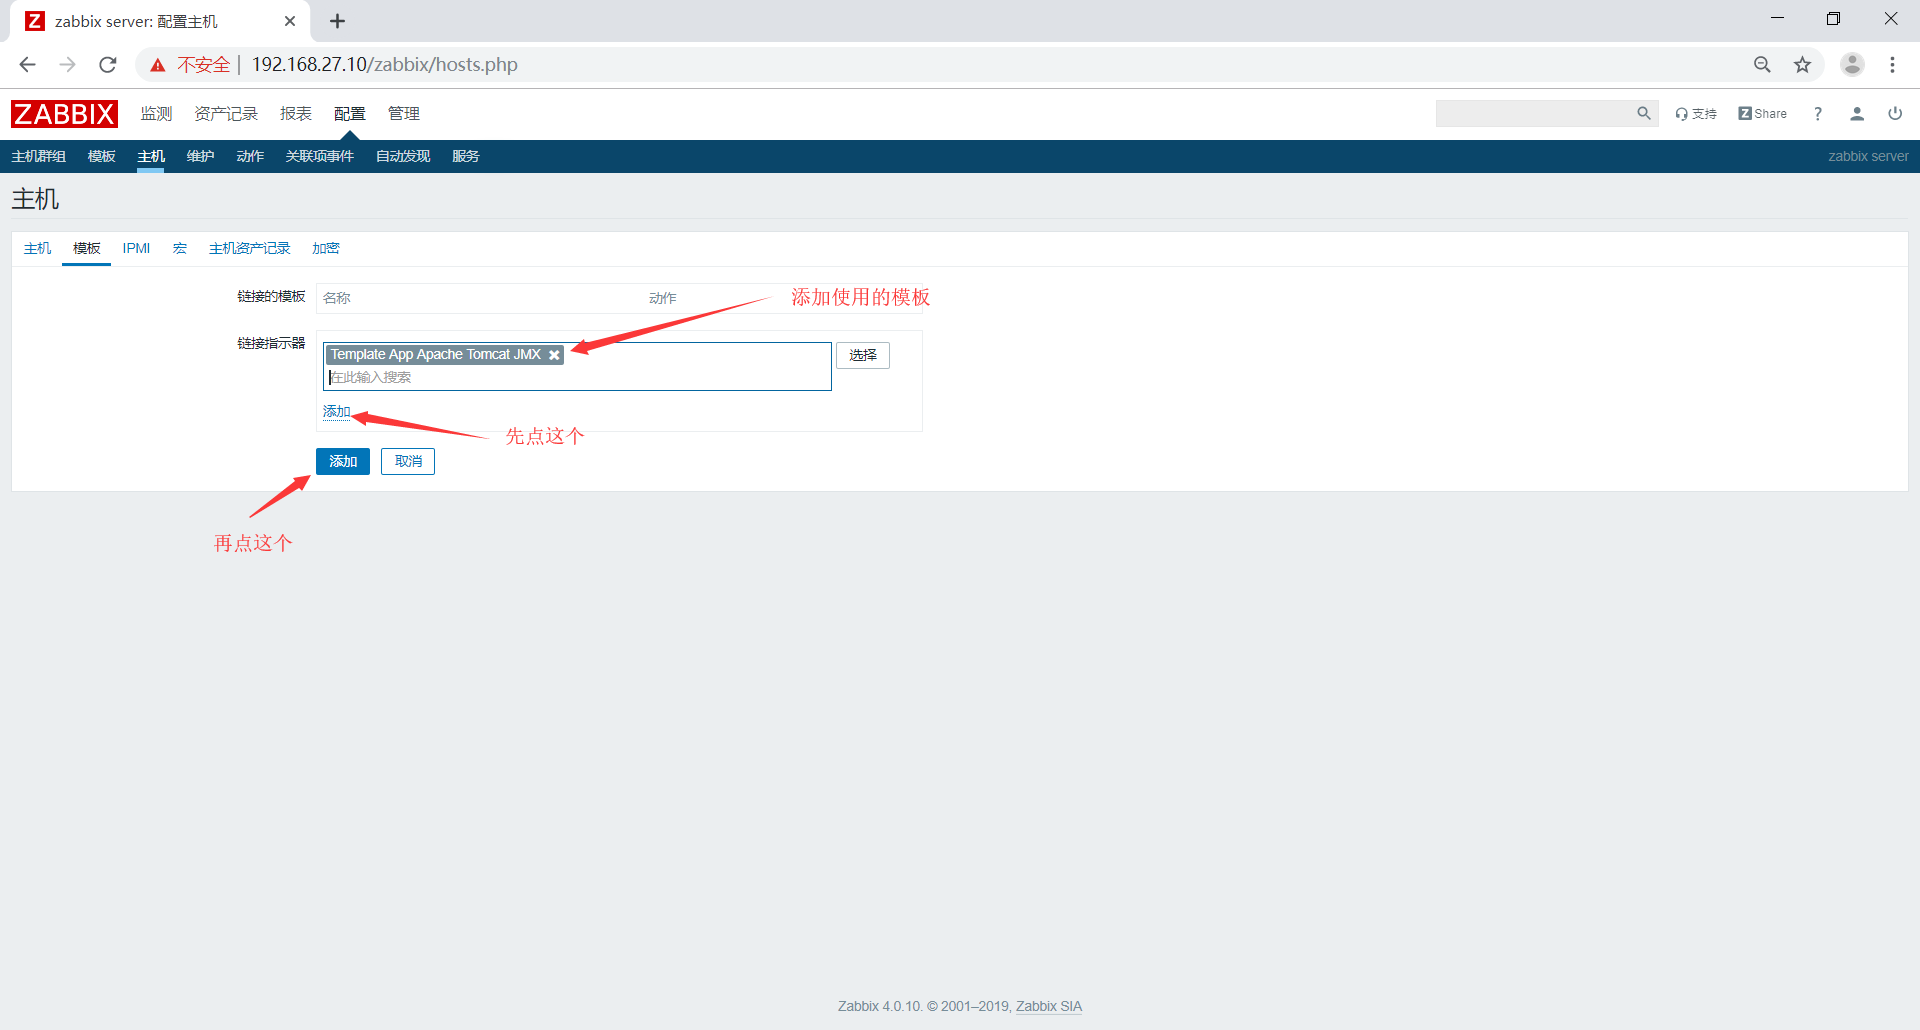 Z zabbix server: 配置主机
不安全 | 192.168.27.10/zabbix/hosts.php
ZABBIX 监测 资产记录 报表 配置 管理 支持 Z Share ?
主机群组 模板 主机 维护 动作 关联项事件 自动发现 服务 zabbix server
主机
主机 模板 IPMI 宏 主机资产记录 加密
链接的模板 名称 动作 添加使用的模板
链接指示器 Template App Apache Tomcat JMX 选择
在此输入搜索
添加
先点这个
添加 取消
再点这个
Zabbix 4.0.10. © 2001–2019, Zabbix SIA